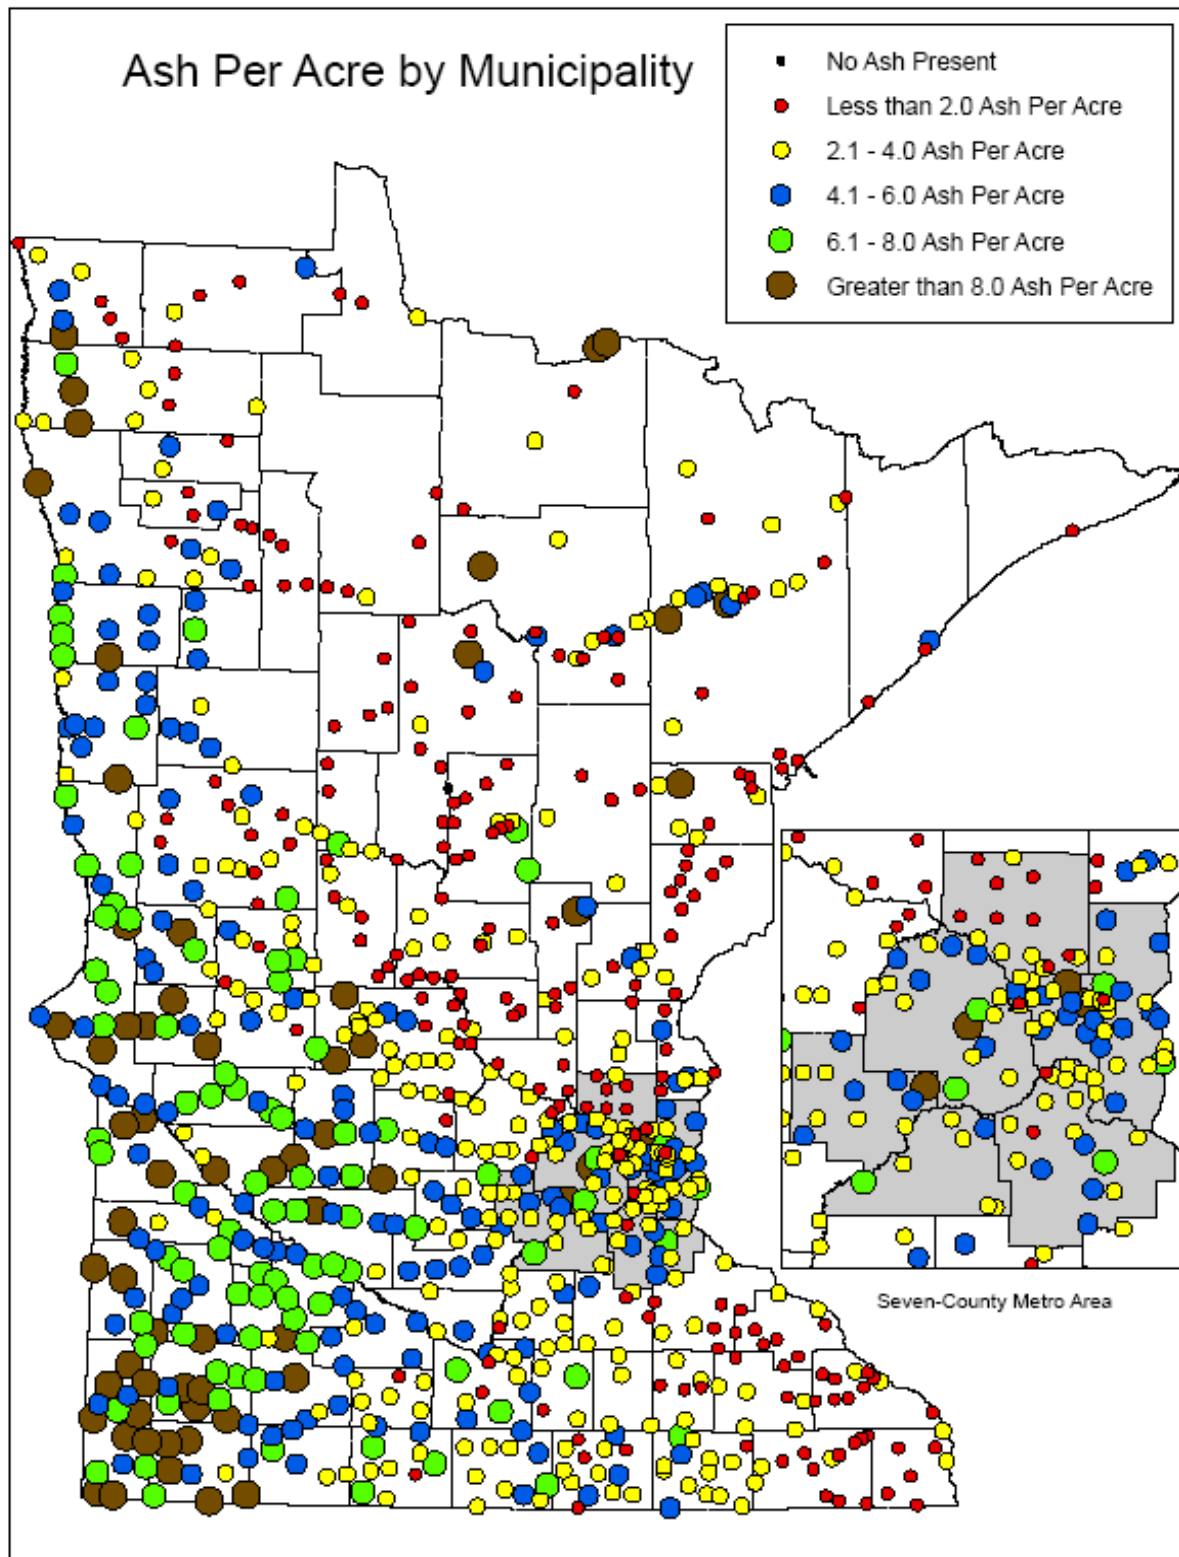 Ash Per Acre by Municipality
No Ash Present
Less than 2.0 Ash Per Acre
2.1 - 4.0 Ash Per Acre
4.1 - 6.0 Ash Per Acre
6.1 - 8.0 Ash Per Acre
Greater than 8.0 Ash Per Acre
Seven-County Metro Area